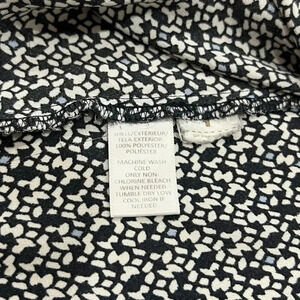 SHELL/EXTERIEUR/
TELA EXTERIOR
100% POLYESTER/
POLIESTER
MACHINE WASH
COLD
ONLY NON-
CHLORINE BLEACH
WHEN NEEDED
TUMBLE DRY LOW
COOL IRON IF
NEEDED